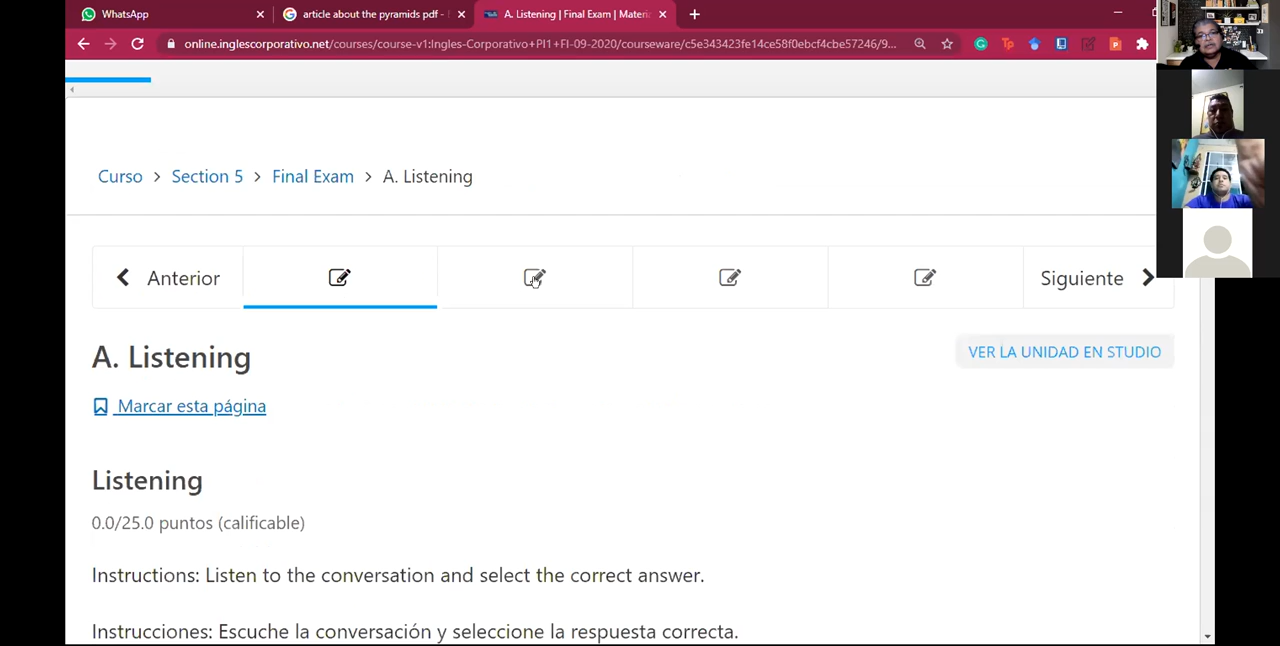 WhatsApp
article about the pyramids pdf -
A. Listening | Final Exam | Materia
online.inglescorporativo.net/courses/course-v1:Ingles-Corporativo+PI1+FI-09-2020/courseware/c5e343423fe14ce58f0ebcf4cbe57246/9...
Curso > Section 5 > Final Exam > A. Listening
Anterior
Siguiente
A. Listening
VER LA UNIDAD EN STUDIO
Marcar esta página
Listening
0.0/25.0 puntos (calificable)
Instructions: Listen to the conversation and select the correct answer.
Instrucciones: Escuche la conversación y seleccione la respuesta correcta.